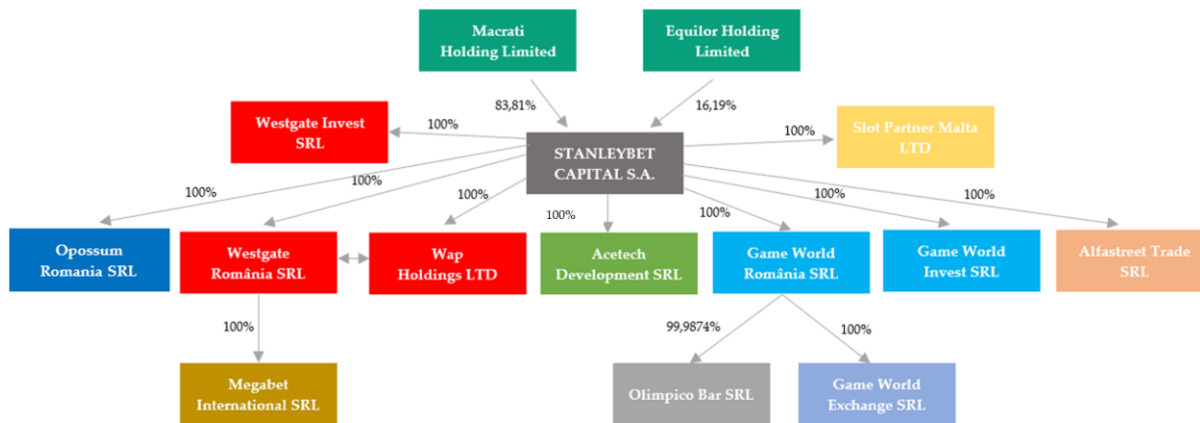 Macrati
Holding Limited
Equilor Holding
Limited
83,81%
16,19%
Westgate Invest
SRL
100%
100%
Slot Partner Malta
LTD
STANLEYBET
CAPITAL S.A.
100%
100%
100%
100%
100%
100%
100%
Opossum
Romania SRL
Westgate
România SRL
Wap
Holdings LTD
Acetech
Development SRL
Game World
România SRL
Game World
Invest SRL
Alfastreet Trade
SRL
100%
99,9874%
100%
Megabet
International SRL
Olimpico Bar SRL
Game World
Exchange SRL